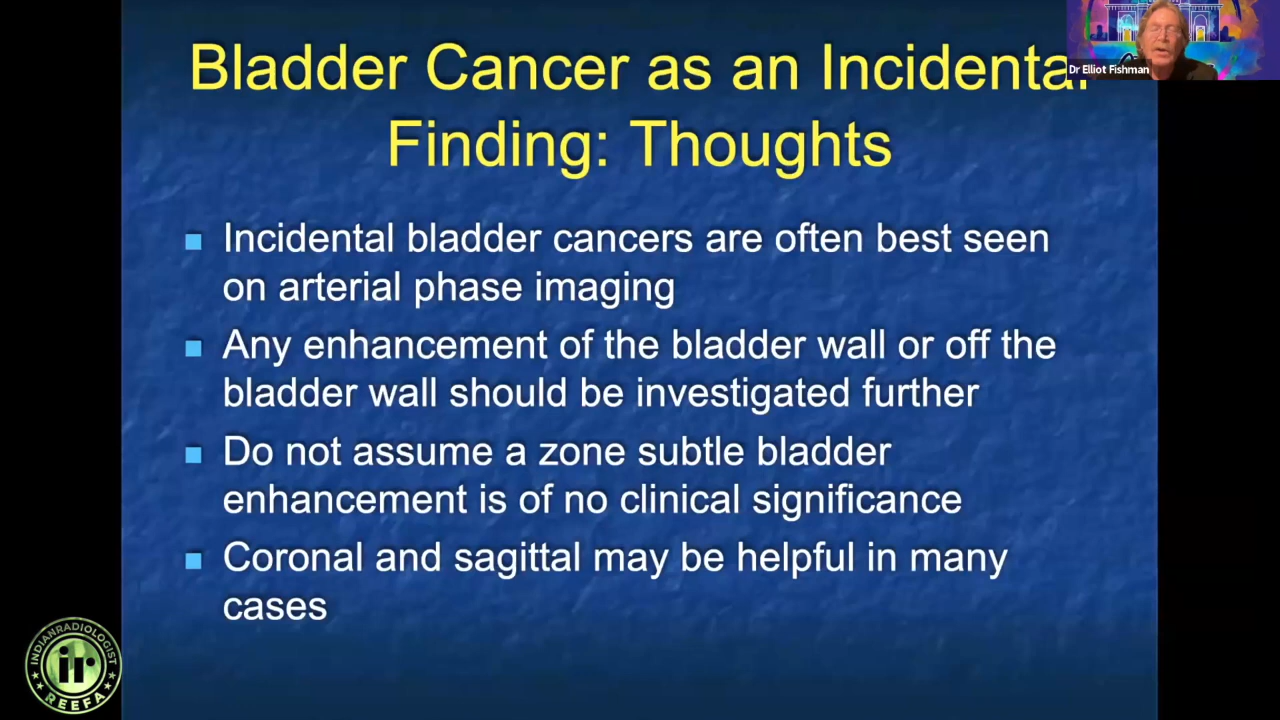 Bladder Cancer as an Incidental
Finding: Thoughts
Incidental bladder cancers are often best seen
on arterial phase imaging
Any enhancement of the bladder wall or off the
bladder wall should be investigated further
Do not assume a zone subtle bladder
enhancement is of no clinical significance
Coronal and sagittal may be helpful in many
cases
Dr Elliot Fishman
INDIANRADIOLOGIST
ir
REEFA